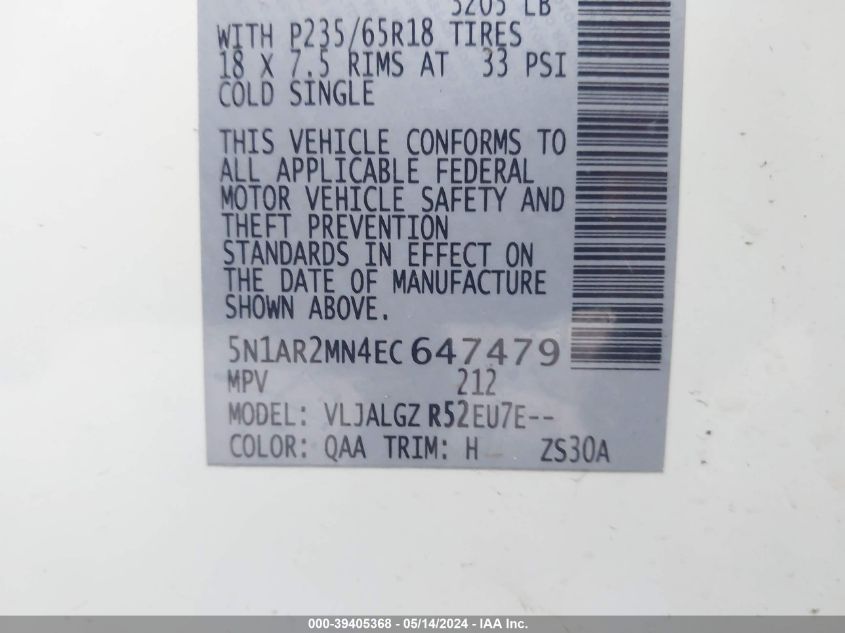 5205 LB
WITH P235/65R18 TIRES
18 X 7.5 RIMS AT 33 PSI
COLD SINGLE
THIS VEHICLE CONFORMS TO
ALL APPLICABLE FEDERAL
MOTOR VEHICLE SAFETY AND
THEFT PREVENTION
STANDARDS IN EFFECT ON
THE DATE OF MANUFACTURE
SHOWN ABOVE.
5N1AR2MN4EC647479
MPV 212
MODEL: VLJALGZ R52EU7E--
COLOR: QAA TRIM: H ZS30A
000-39405368 - 05/14/2024 - IAA Inc.